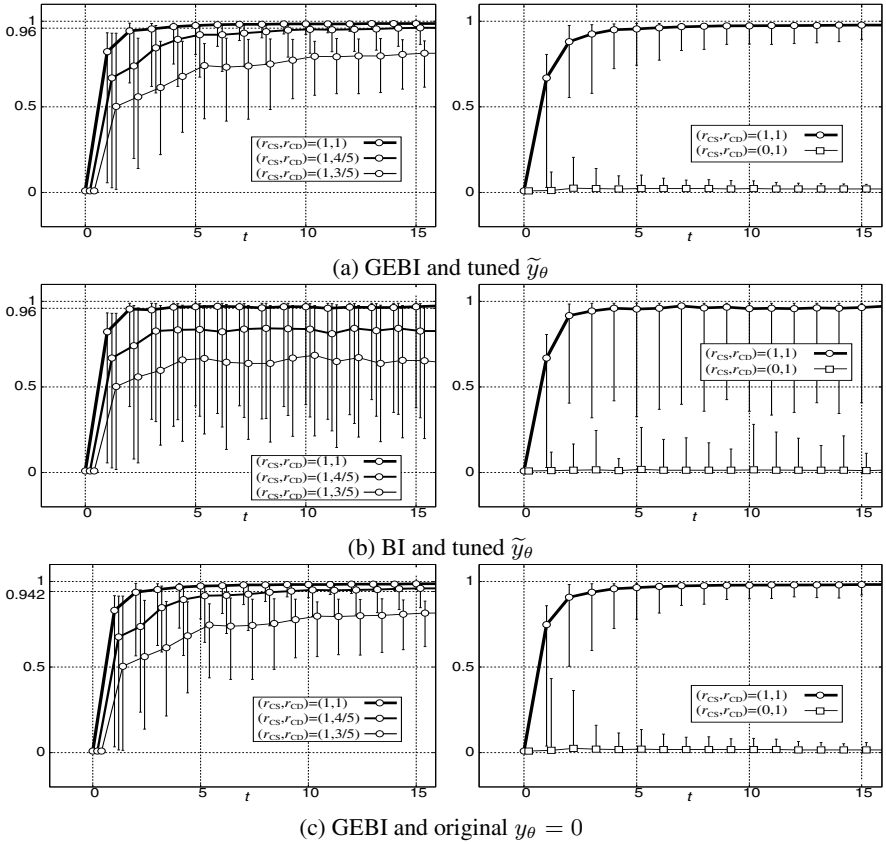 1
0.96
0.5
0
(r_CS,r_CD)=(1,1)
(r_CS,r_CD)=(1,4/5)
(r_CS,r_CD)=(1,3/5)
0 5 t 10 15
1
0.5
0
(r_CS,r_CD)=(1,1)
(r_CS,r_CD)=(0,1)
0 5 t 10 15
(a) GEBI and tuned ỹ_θ
1
0.96
0.5
0
(r_CS,r_CD)=(1,1)
(r_CS,r_CD)=(1,4/5)
(r_CS,r_CD)=(1,3/5)
0 5 t 10 15
1
0.5
0
(r_CS,r_CD)=(1,1)
(r_CS,r_CD)=(0,1)
0 5 t 10 15
(b) BI and tuned ỹ_θ
1
0.942
0.5
0
(r_CS,r_CD)=(1,1)
(r_CS,r_CD)=(1,4/5)
(r_CS,r_CD)=(1,3/5)
0 5 t 10 15
1
0.5
0
(r_CS,r_CD)=(1,1)
(r_CS,r_CD)=(0,1)
0 5 t 10 15
(c) GEBI and original y_θ = 0